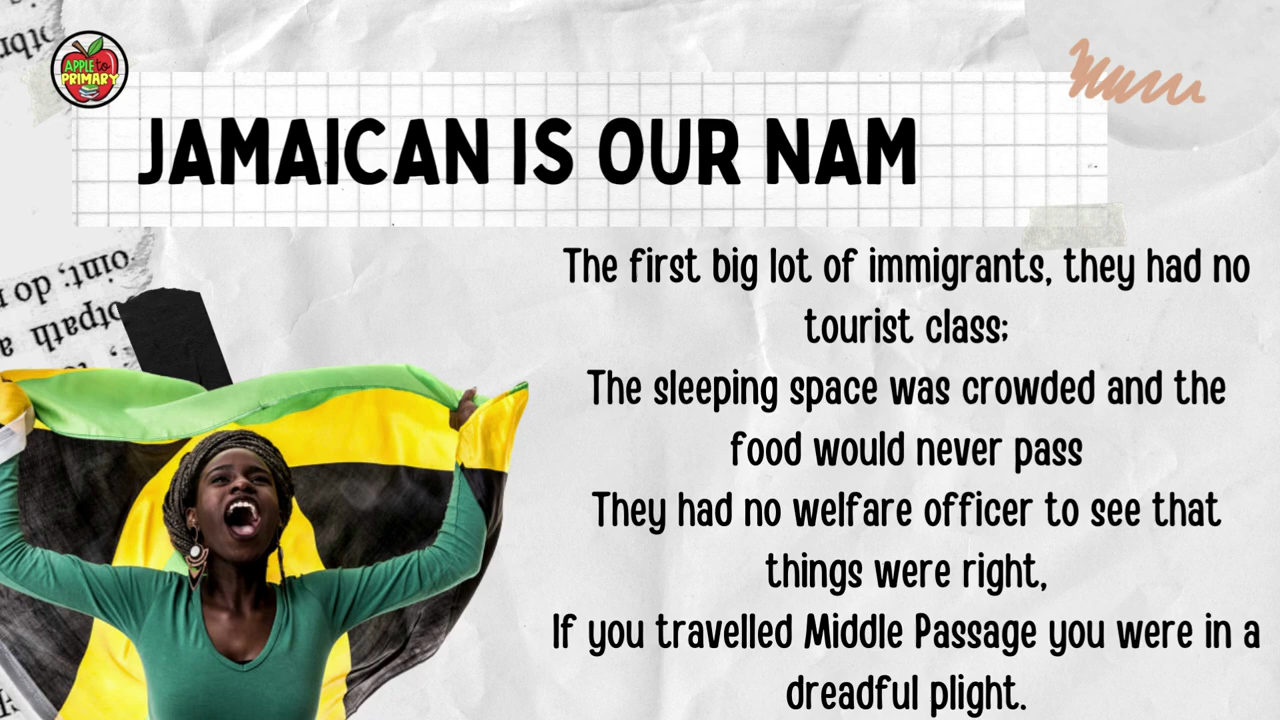 APPLE to
PRIMARY
JAMAICAN IS OUR NAM
The first big lot of immigrants, they had no
tourist class;
The sleeping space was crowded and the
food would never pass
They had no welfare officer to see that
things were right,
If you travelled Middle Passage you were in a
dreadful plight.
oint; do